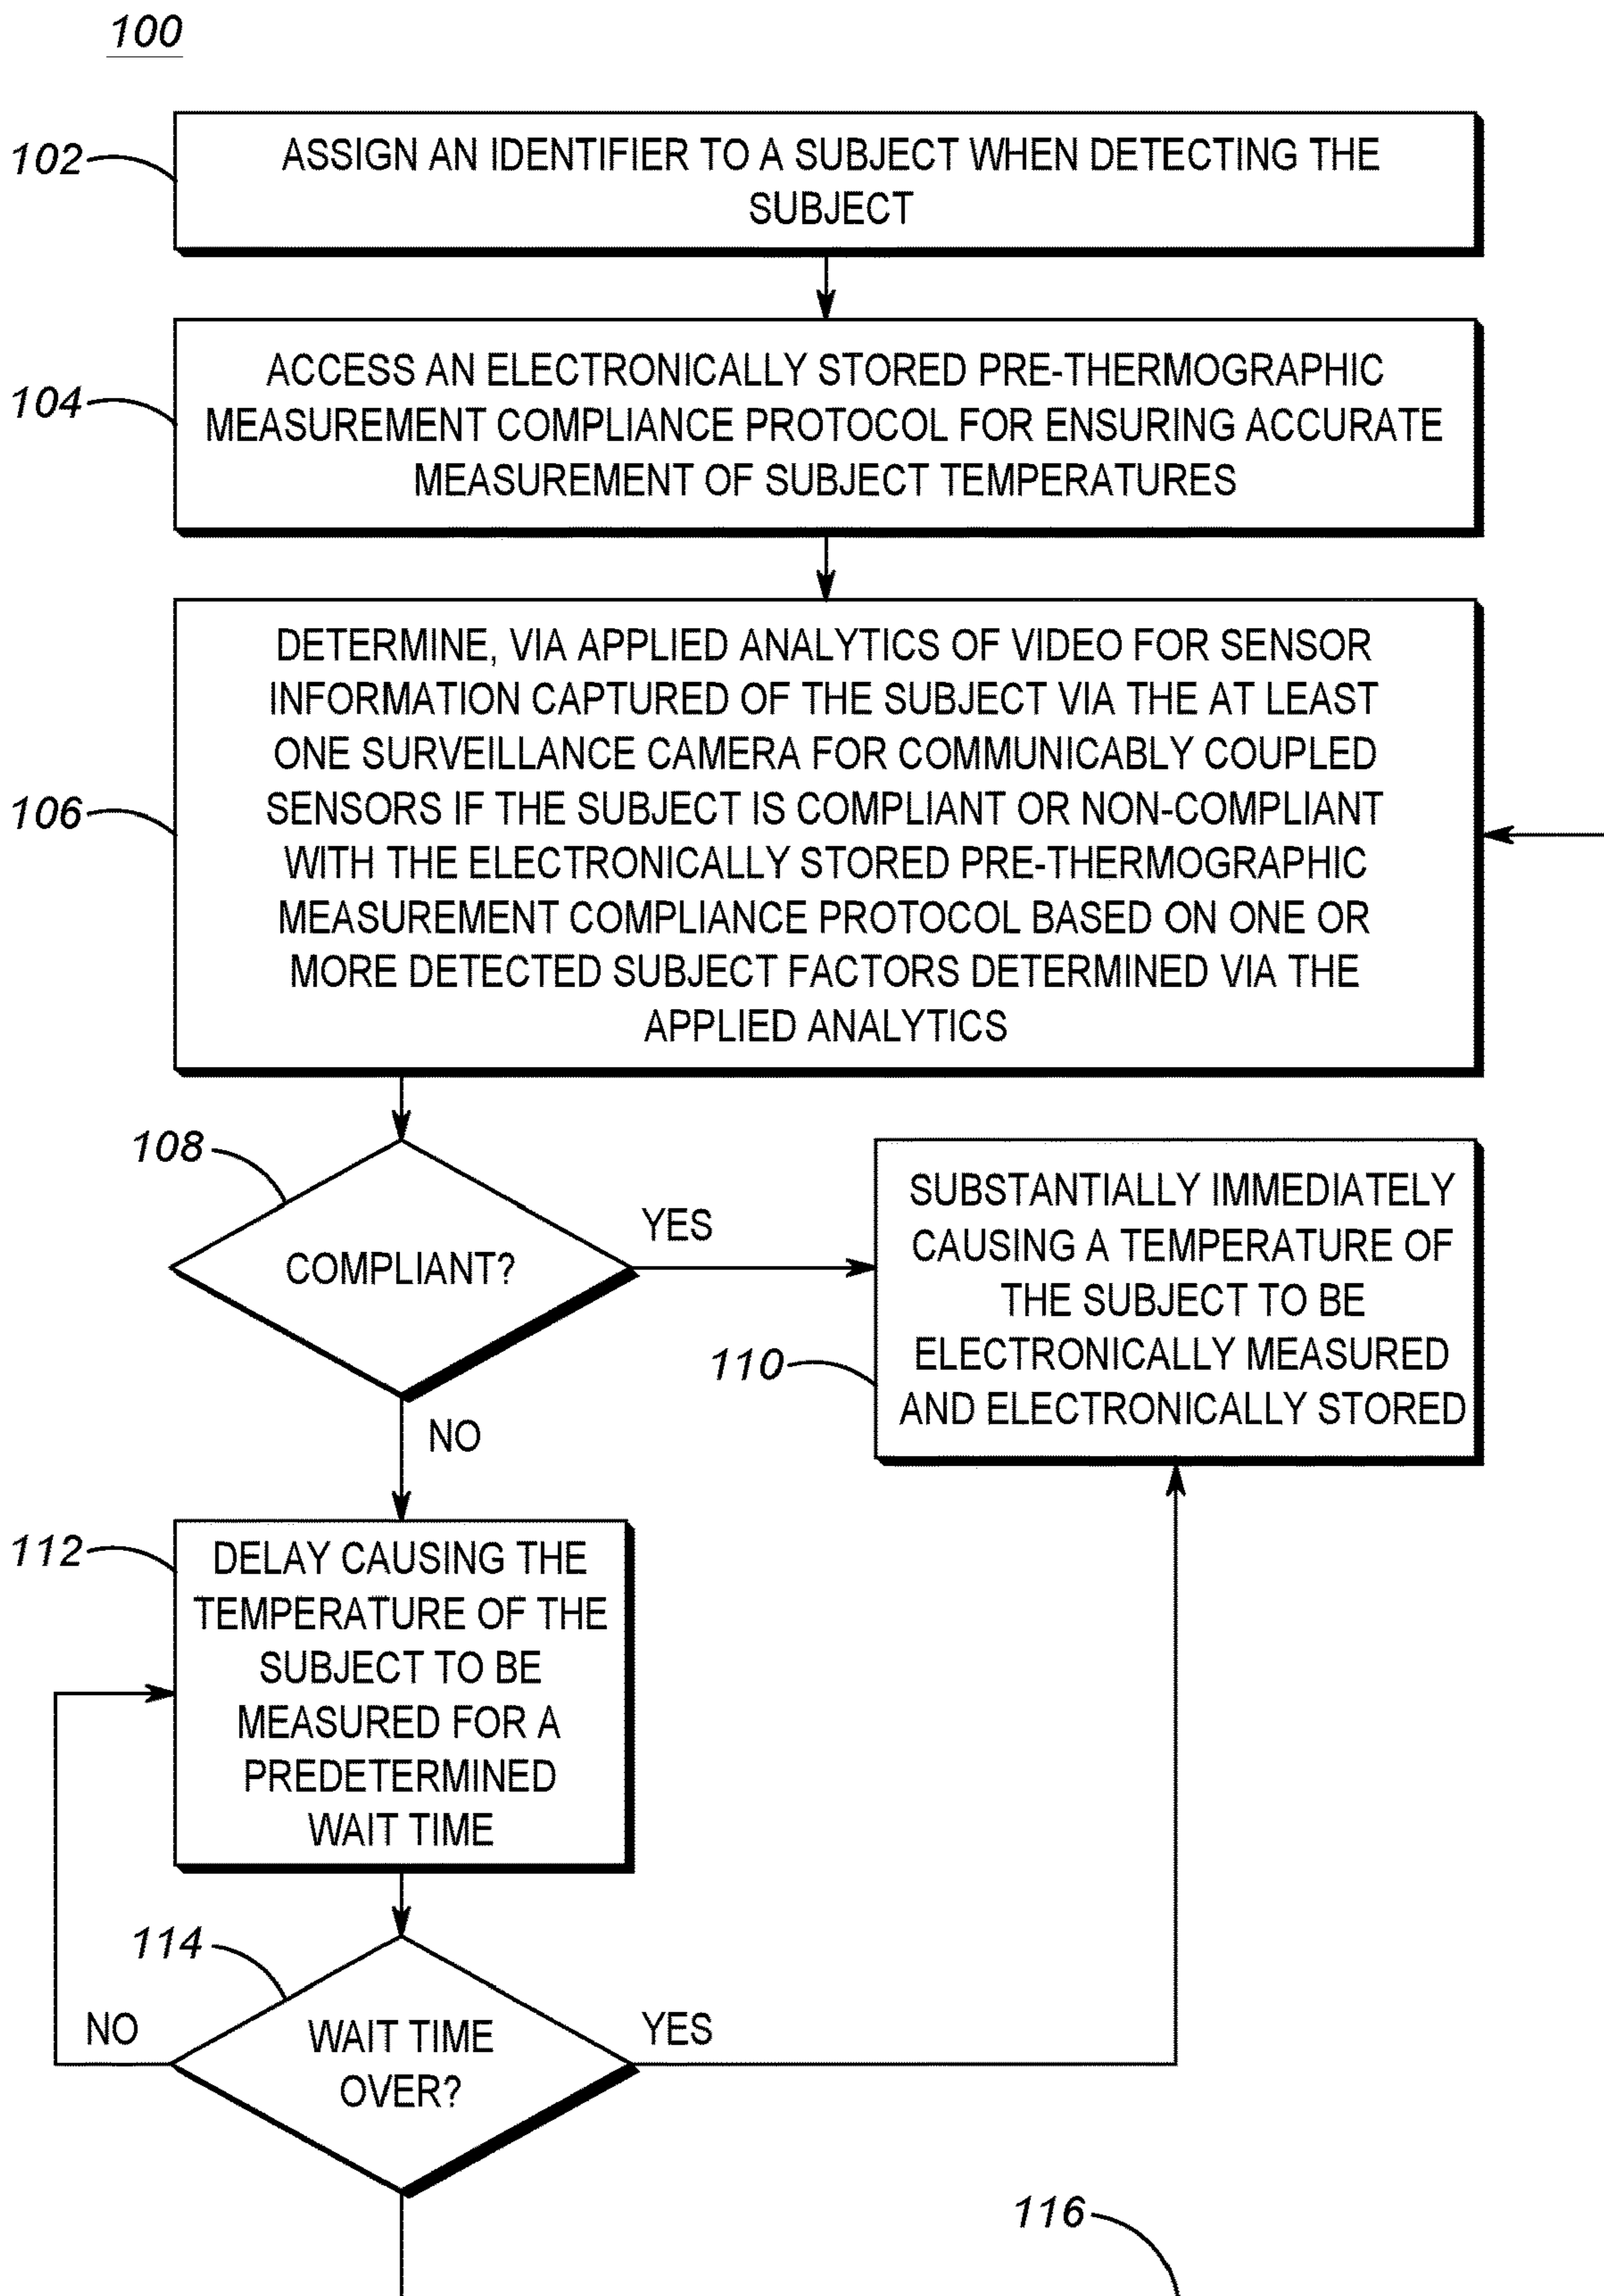 100
102
ASSIGN AN IDENTIFIER TO A SUBJECT WHEN DETECTING THE
SUBJECT
104
ACCESS AN ELECTRONICALLY STORED PRE-THERMOGRAPHIC
MEASUREMENT COMPLIANCE PROTOCOL FOR ENSURING ACCURATE
MEASUREMENT OF SUBJECT TEMPERATURES
106
DETERMINE, VIA APPLIED ANALYTICS OF VIDEO FOR SENSOR
INFORMATION CAPTURED OF THE SUBJECT VIA THE AT LEAST
ONE SURVEILLANCE CAMERA FOR COMMUNICABLY COUPLED
SENSORS IF THE SUBJECT IS COMPLIANT OR NON-COMPLIANT
WITH THE ELECTRONICALLY STORED PRE-THERMOGRAPHIC
MEASUREMENT COMPLIANCE PROTOCOL BASED ON ONE OR
MORE DETECTED SUBJECT FACTORS DETERMINED VIA THE
APPLIED ANALYTICS
108
COMPLIANT?
YES
NO
110
SUBSTANTIALLY IMMEDIATELY
CAUSING A TEMPERATURE OF
THE SUBJECT TO BE
ELECTRONICALLY MEASURED
AND ELECTRONICALLY STORED
112
DELAY CAUSING THE
TEMPERATURE OF THE
SUBJECT TO BE
MEASURED FOR A
PREDETERMINED
WAIT TIME
114
NO
WAIT TIME
OVER?
YES
116